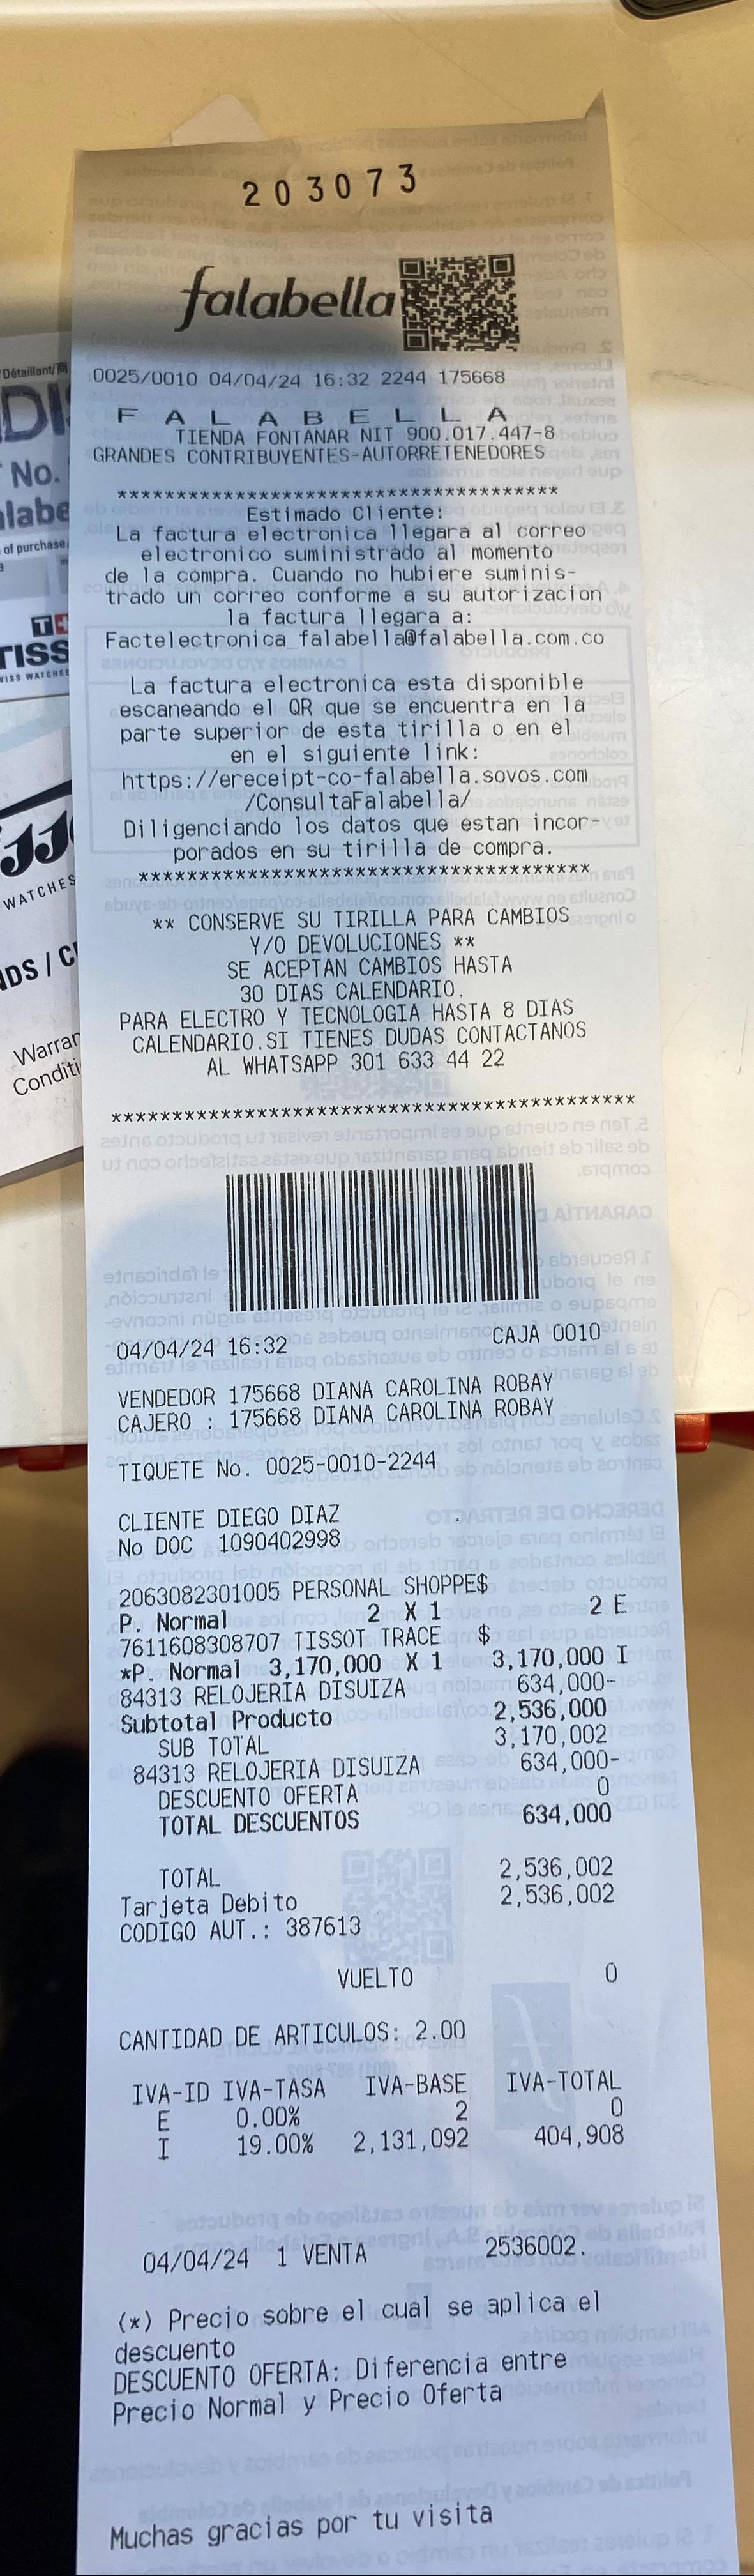 203073
falabella
0025/0010 04/04/24 16:32 2244 175668
F A L A B E L L A
TIENDA FONTANAR NIT 900.017.447-8
GRANDES CONTRIBUYENTES-AUTORRETENEDORES
*************************************
Estimado Cliente:
La factura electronica llegara al correo
electronico suministrado al momento
de la compra. Cuando no hubiere suminis-
trado un correo conforme a su autorizacion
la factura llegara a:
Factelectronica_falabella@falabella.com.co
La factura electronica esta disponible
escaneando el QR que se encuentra en la
parte superior de esta tirilla o en el
en el siguiente link:
https://ereceipt-co-falabella.sovos.com
/ConsultaFalabella/
Diligenciando los datos que estan incor-
porados en su tirilla de compra.
**************************************
** CONSERVE SU TIRILLA PARA CAMBIOS
Y/O DEVOLUCIONES **
SE ACEPTAN CAMBIOS HASTA
30 DIAS CALENDARIO.
PARA ELECTRO Y TECNOLOGIA HASTA 8 DIAS
CALENDARIO.SI TIENES DUDAS CONTACTANOS
AL WHATSAPP 301 633 44 22
*******************************************
04/04/24 16:32 CAJA 0010
VENDEDOR 175668 DIANA CAROLINA ROBAY
CAJERO : 175668 DIANA CAROLINA ROBAY
TIQUETE No. 0025-0010-2244
CLIENTE DIEGO DIAZ
No DOC 1090402998
2063082301005 PERSONAL SHOPPE$
P. Normal 2 X 1 2 E
7611608308707 TISSOT TRACE $
*P. Normal 3,170,000 X 1 3,170,000 I
84313 RELOJERIA DISUIZA 634,000-
Subtotal Producto 2,536,000
SUB TOTAL 3,170,002
84313 RELOJERIA DISUIZA 634,000-
DESCUENTO OFERTA 0
TOTAL DESCUENTOS 634,000
TOTAL 2,536,002
Tarjeta Debito 2,536,002
CODIGO AUT.: 387613
VUELTO 0
CANTIDAD DE ARTICULOS: 2.00
IVA-ID IVA-TASA IVA-BASE IVA-TOTAL
E 0.00% 2 0
I 19.00% 2,131,092 404,908
04/04/24 1 VENTA 2536002.
(*) Precio sobre el cual se aplica el
descuento
DESCUENTO OFERTA: Diferencia entre
Precio Normal y Precio Oferta
Muchas gracias por tu visita
Détaillant/
No.
of purchase
T+
WATCHES
Warran
Conditi